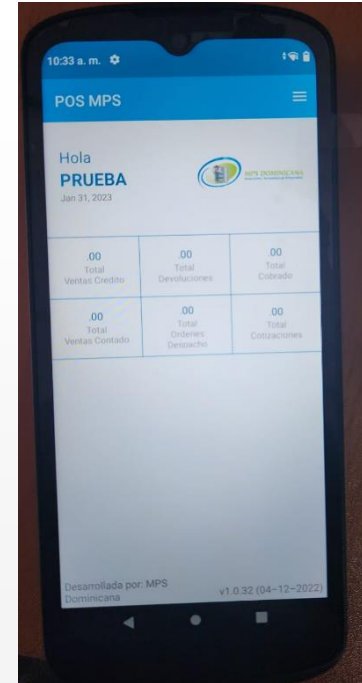 10:33 a. m.
POS MPS
Hola
PRUEBA
Jan 31, 2023
MPS DOMINICANA
.00
Total
Ventas Credito
.00
Total
Devoluciones
.00
Total
Cobrado
.00
Total
Ventas Contado
.00
Total
Ordenes
Despacho
.00
Total
Cotizaciones
Desarrollada por: MPS
Dominicana
v1.0.32 (04-12-2022)